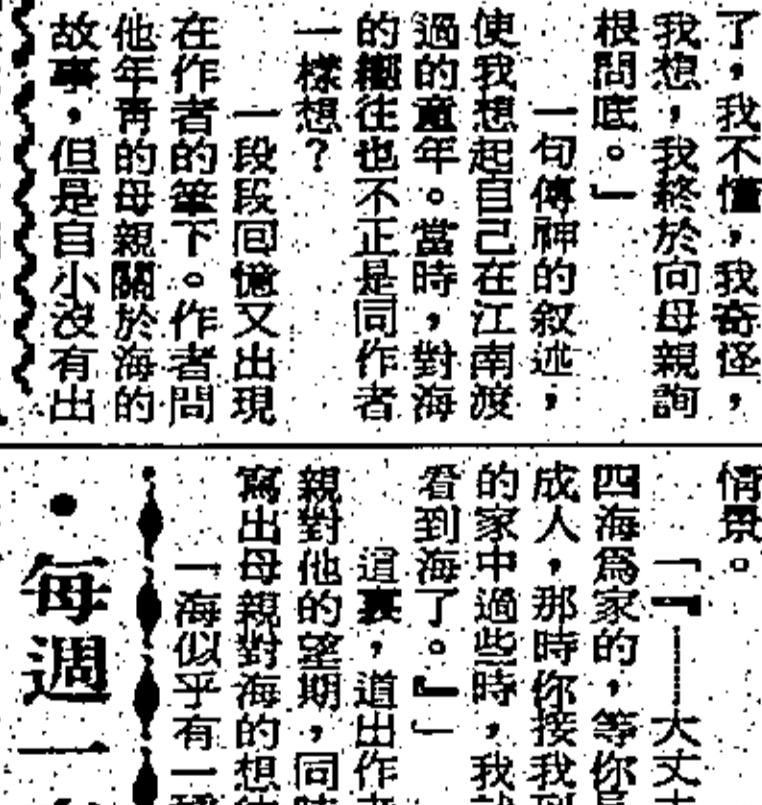 了，我不懂，我奇怪，
我想，我終於向母親詢
根問底。」
一句傳神的叙述，
使我想起自己在江南渡
過的童年。當時，對海
的嚮往也不正是同作者
一樣想？
一段段回憶又出現
在作者的筆下。作者問
他年青的母親關於海的
故事，但是自小沒有出
情景。
「『……大丈
四海爲家的，等你
成人，那時你接我
的家中過些時，我
看到海了。』」
這裏，道出作
親對他的望期，同
寫出母親對海的想
一海似乎有一
•每週一